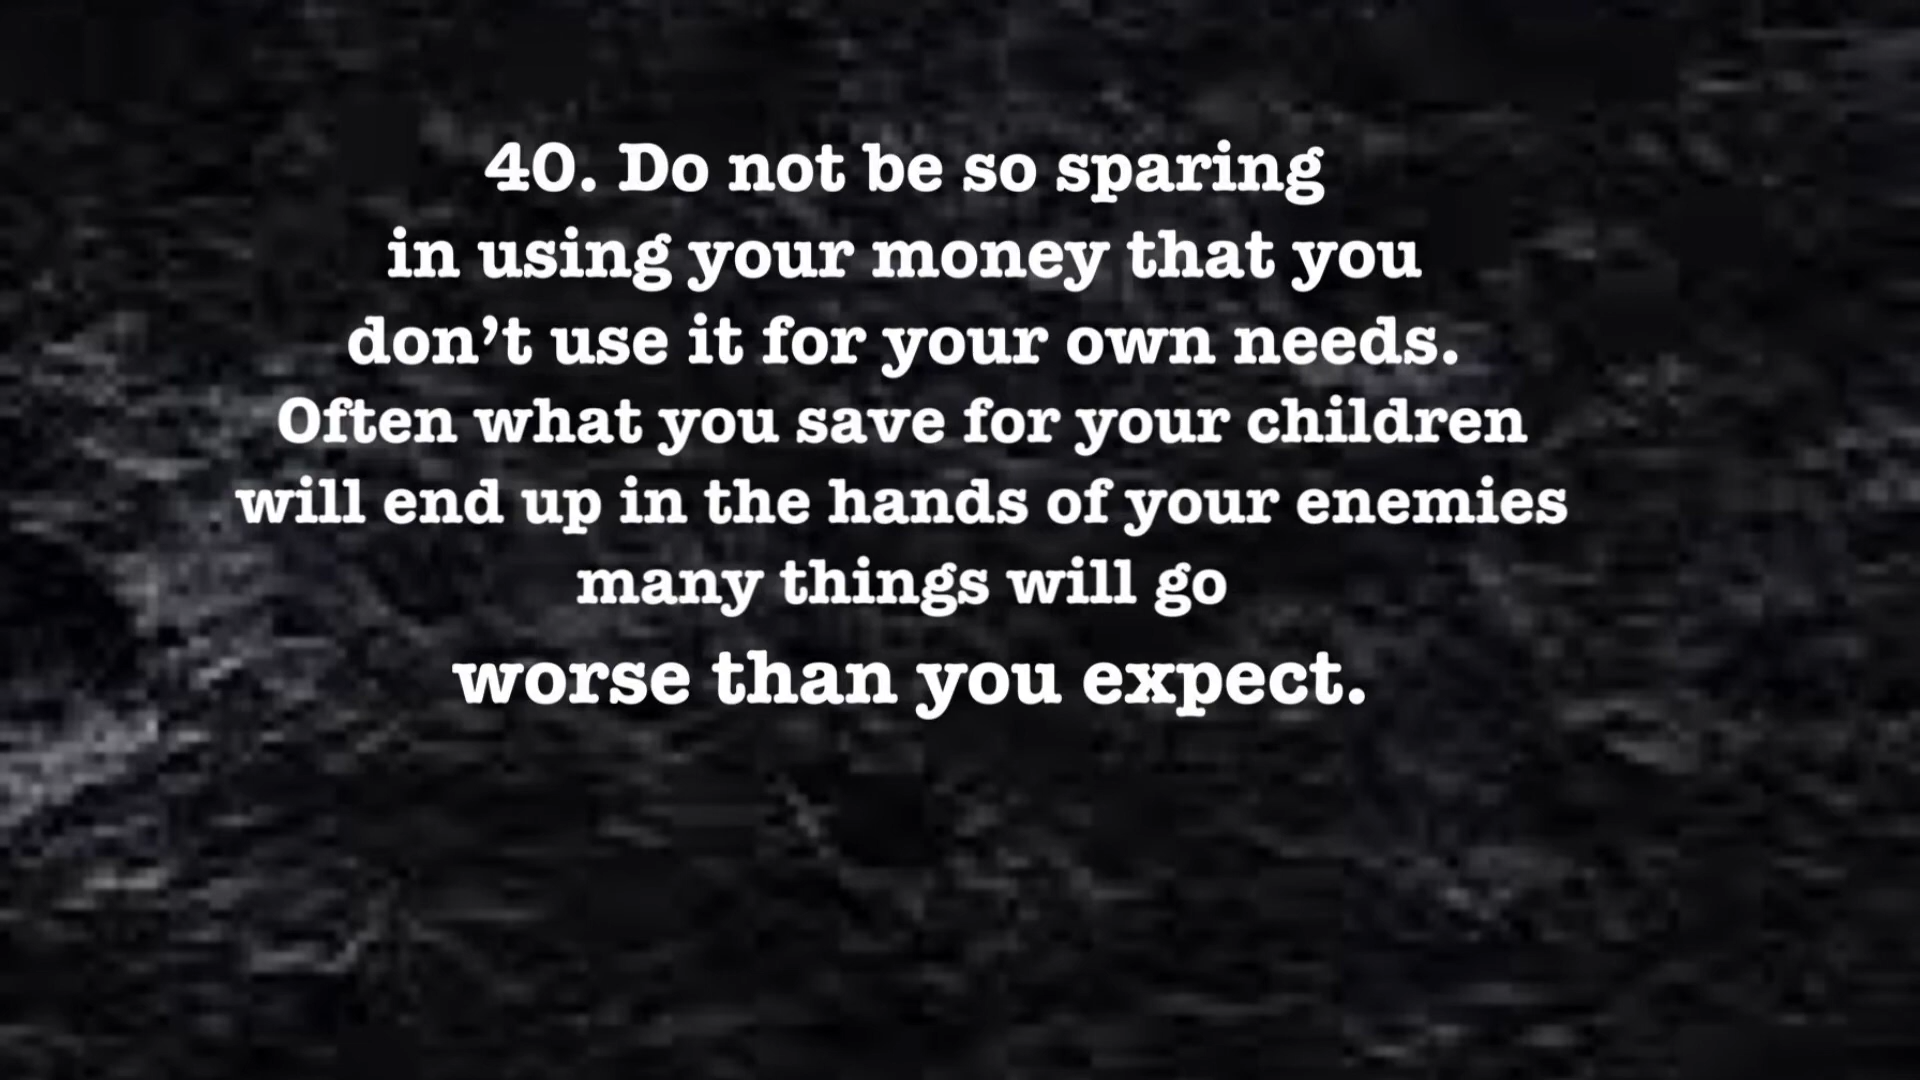 40. Do not be so sparing
in using your money that you
don’t use it for your own needs.
Often what you save for your children
will end up in the hands of your enemies
many things will go
worse than you expect.